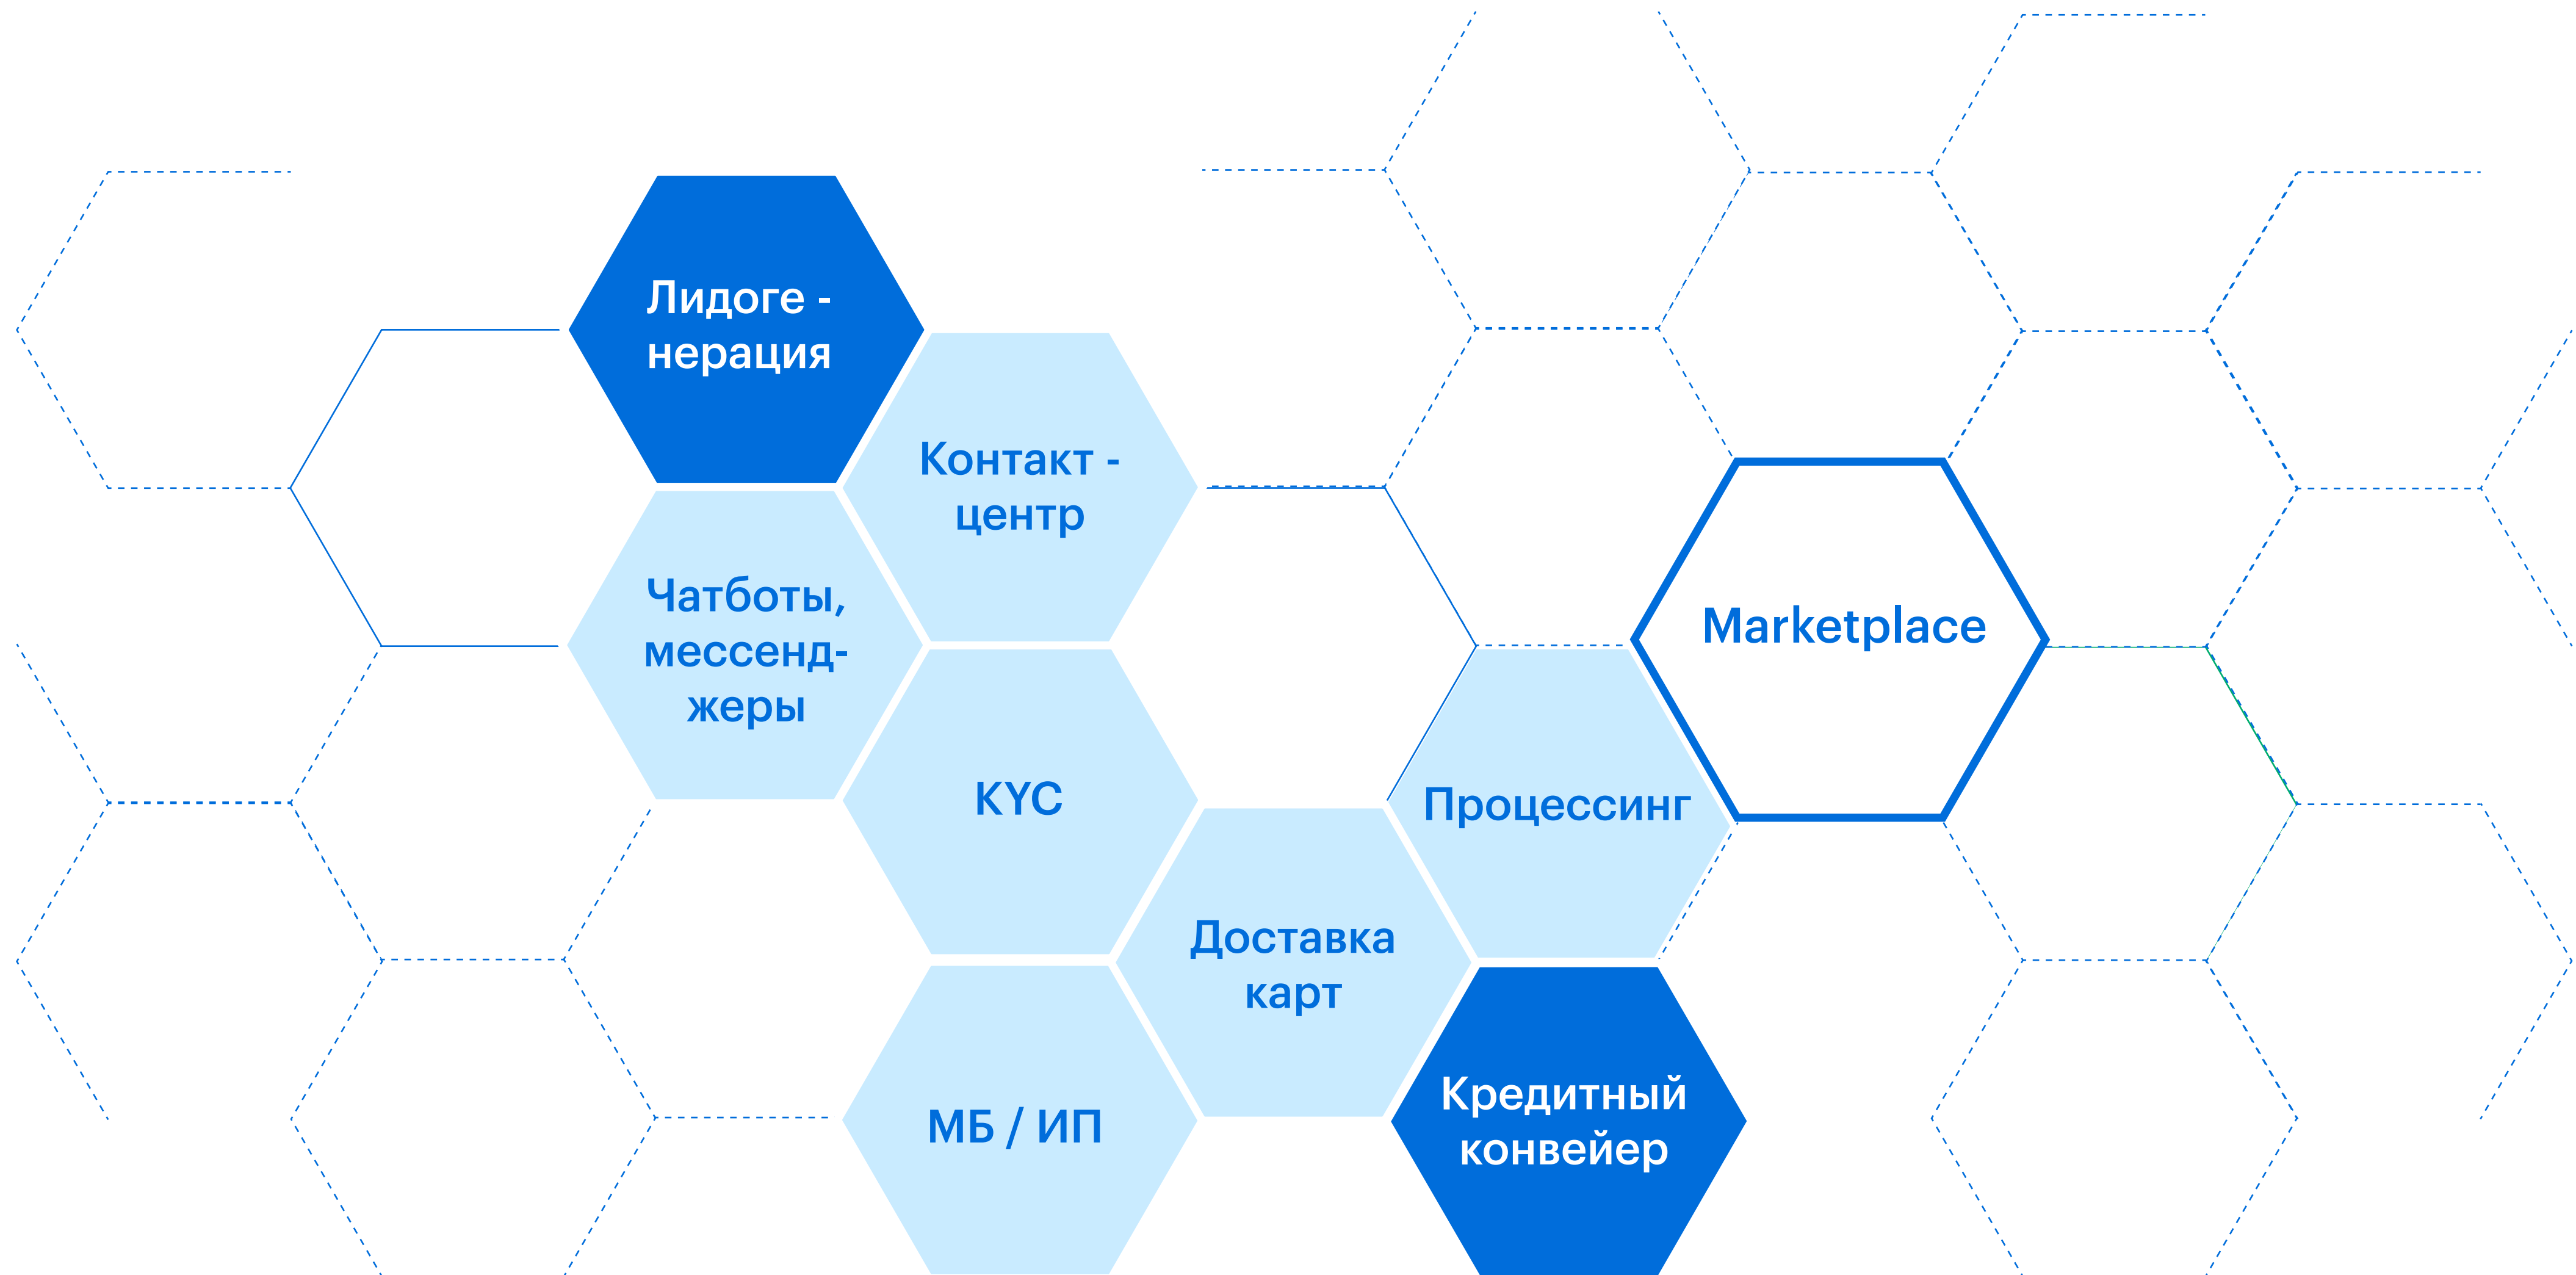 Лидоге -
нерация
Контакт -
центр
Чатботы,
мессенд-
жеры
Marketplace
KYC
Процессинг
Доставка
карт
МБ / ИП
Кредитный
конвейер